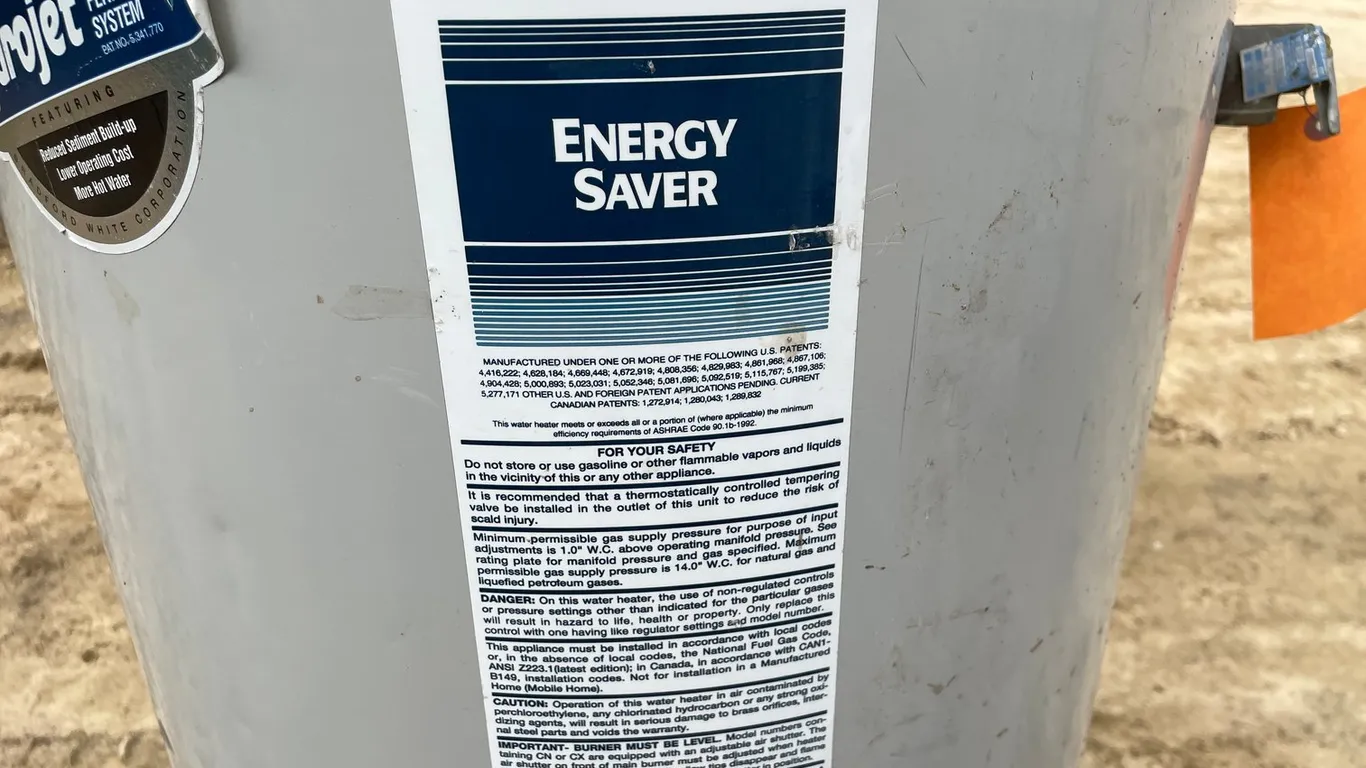 SYSTEM
PAT.NO.5,341,770
FEATURING
Reduced Sediment Build-up
Lower Operating Cost
More Hot Water
WHITE CORPORATION
ENERGY
SAVER
MANUFACTURED UNDER ONE OR MORE OF THE FOLLOWING U.S. PATENTS:
4,416,222; 4,628,184; 4,669,448; 4,672,919; 4,808,356; 4,829,983; 4,861,968; 4,867,106;
4,904,428; 5,000,893; 5,023,031; 5,052,346; 5,081,696; 5,092,519; 5,115,767; 5,199,385;
5,277,171 OTHER U.S. AND FOREIGN PATENT APPLICATIONS PENDING. CURRENT
CANADIAN PATENTS: 1,272,914; 1,280,043; 1,289,832
This water heater meets or exceeds all or a portion of (where applicable) the minimum
efficiency requirements of ASHRAE Code 90.1b-1992.
FOR YOUR SAFETY
Do not store or use gasoline or other flammable vapors and liquids
in the vicinity of this or any other appliance.
It is recommended that a thermostatically controlled tempering
valve be installed in the outlet of this unit to reduce the risk of
scald injury.
Minimum permissible gas supply pressure for purpose of input
adjustments is 1.0" W.C. above operating manifold pressure. See
rating plate for manifold pressure and gas specified. Maximum
permissible gas supply pressure is 14.0" W.C. for natural gas and
liquefied petroleum gases.
DANGER: On this water heater, the use of non-regulated controls
or pressure settings other than indicated for the particular gases
will result in hazard to life, health or property. Only replace this
control with one having like regulator settings and model number.
This appliance must be installed in accordance with local codes
or, in the absence of local codes, the National Fuel Gas Code,
ANSI Z223.1(latest edition); in Canada, in accordance with CAN1-
B149, installation codes. Not for installation in a Manufactured
Home (Mobile Home).
CAUTION: Operation of this water heater in air contaminated by
perchloroethylene, any chlorinated hydrocarbon or any strong oxi-
dizing agents, will result in serious damage to brass orifices, inter-
nal steel parts and voids the warranty.
IMPORTANT- BURNER MUST BE LEVEL. Model numbers con-
taining CN or CX are equipped with an adjustable air shutter. The
air shutter on front of main burner must be adjusted when heater
tips disappear and flame
in position.